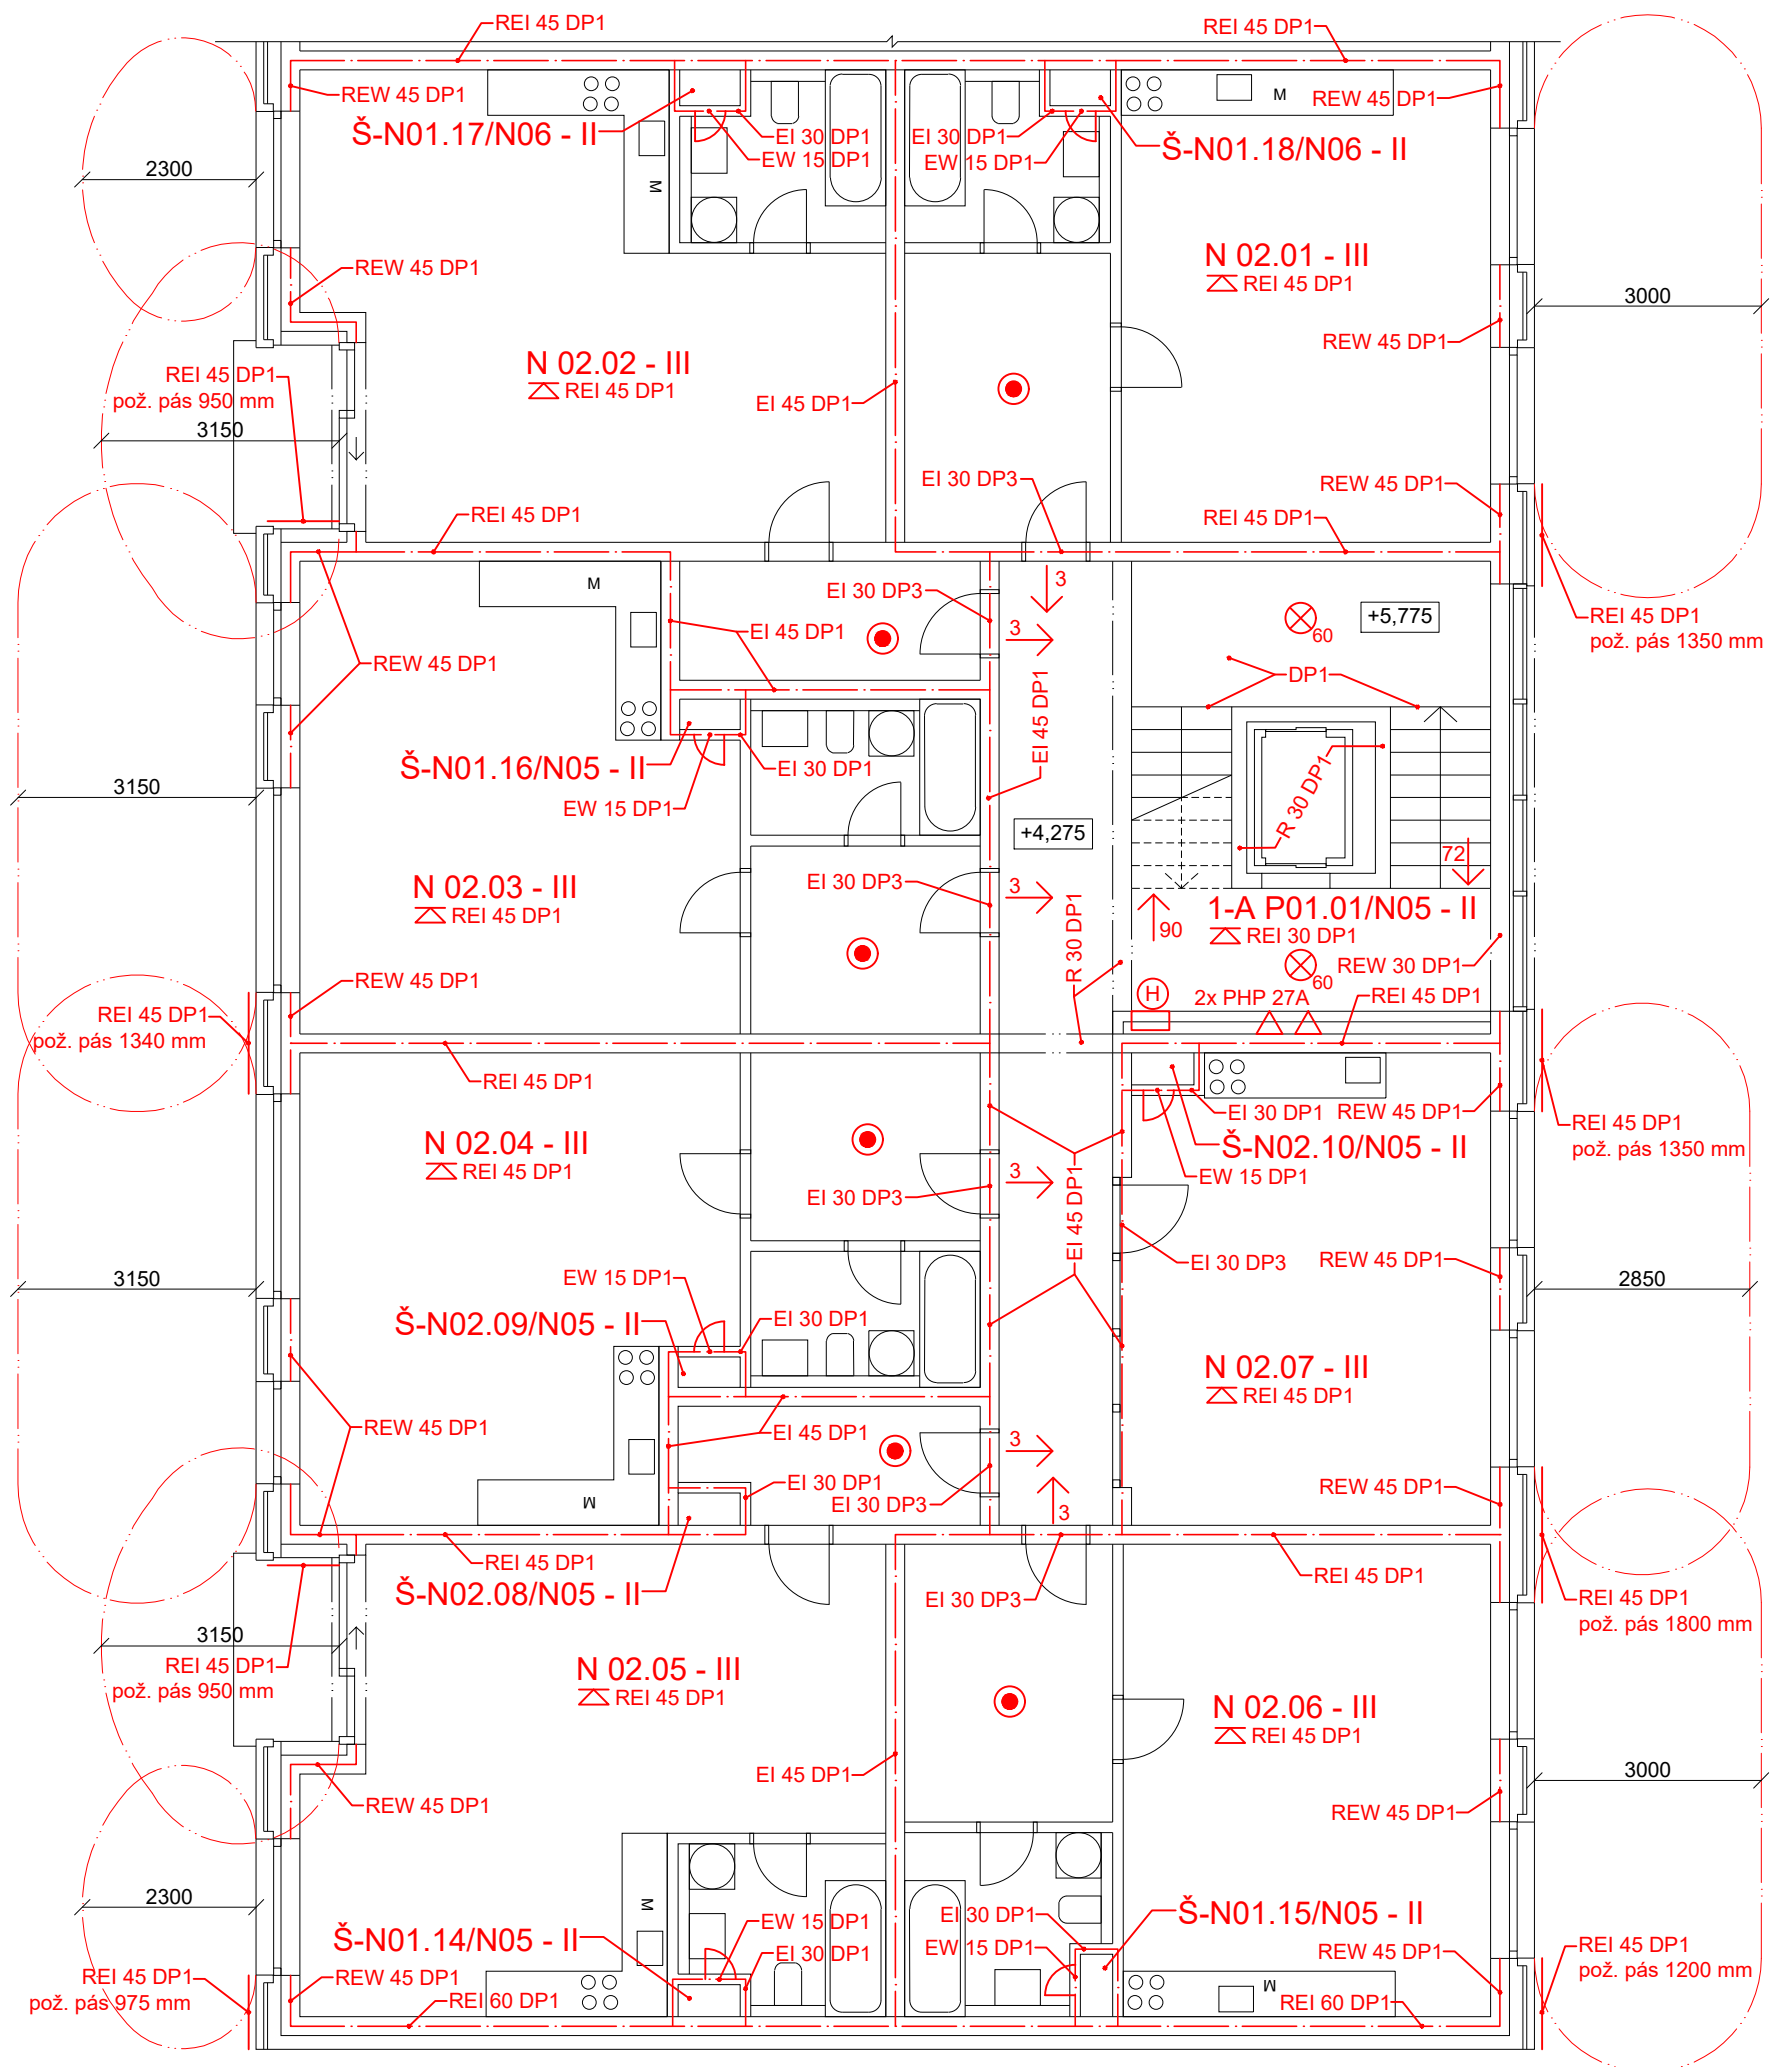 REI 45 DP1
REI 45 DP1
REW 45 DP1
M
REW 45 DP1
Š-N01.17/N06 - II
EI 30 DP1
EW 15 DP1
EI 30 DP1
EW 15 DP1
Š-N01.18/N06 - II
2300
M
REW 45 DP1
N 02.01 - III
REI 45 DP1
3000
REW 45 DP1
N 02.02 - III
REI 45 DP1
REI 45 DP1
pož. pás 950 mm
EI 45 DP1
3150
EI 30 DP3
REW 45 DP1
REI 45 DP1
REI 45 DP1
M
EI 30 DP3
3
3
EI 45 DP1
60
+5,775
REI 45 DP1
pož. pás 1350 mm
REW 45 DP1
DP1
EI 45 DP1
Š-N01.16/N05 - II
EI 30 DP1
3150
EW 15 DP1
R 30 DP1
+4,275
72
N 02.03 - III
REI 45 DP1
EI 30 DP3
3
1-A P01.01/N05 - II
REI 30 DP1
90
R 30 DP1
60
REW 30 DP1
REW 45 DP1
H
2x PHP 27A
REI 45 DP1
REI 45 DP1
pož. pás 1340 mm
REI 45 DP1
EI 30 DP1
REW 45 DP1
REI 45 DP1
pož. pás 1350 mm
N 02.04 - III
REI 45 DP1
Š-N02.10/N05 - II
EW 15 DP1
3
EI 30 DP3
EI 45 DP1
EI 30 DP3
REW 45 DP1
3150
EW 15 DP1
2850
Š-N02.09/N05 - II
EI 30 DP1
N 02.07 - III
REI 45 DP1
REW 45 DP1
EI 45 DP1
3
EI 30 DP1
EI 30 DP3
3
M
REW 45 DP1
REI 45 DP1
Š-N02.08/N05 - II
EI 30 DP3
REI 45 DP1
REI 45 DP1
pož. pás 1800 mm
3150
REI 45 DP1
pož. pás 950 mm
N 02.05 - III
REI 45 DP1
N 02.06 - III
REI 45 DP1
EI 45 DP1
3000
REW 45 DP1
REW 45 DP1
2300
M
Š-N01.14/N05 - II
EW 15 DP1
EI 30 DP1
EI 30 DP1
EW 15 DP1
Š-N01.15/N05 - II
REW 45 DP1
REI 45 DP1
pož. pás 1200 mm
REI 45 DP1
pož. pás 975 mm
REW 45 DP1
REI 60 DP1
M
REI 60 DP1